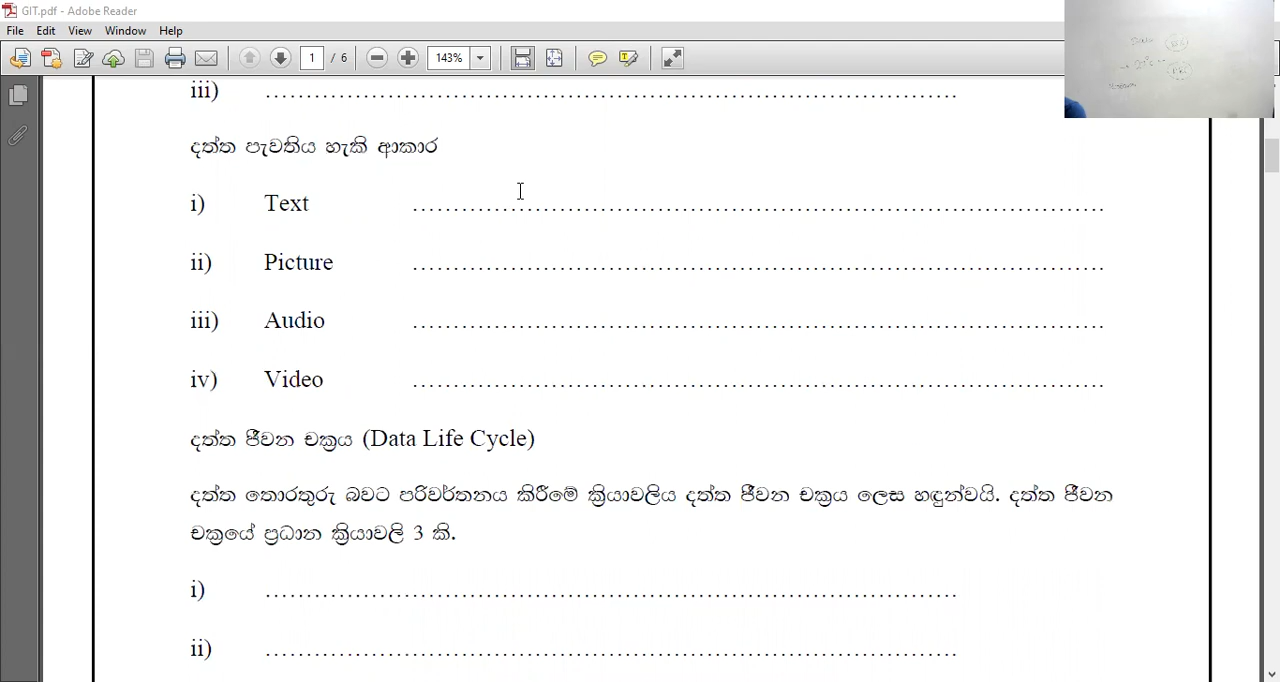 GIT.pdf - Adobe Reader
File Edit View Window Help
1 / 6 143%
iii) ....................................................................................
දත්ත පැවතිය හැකි ආකාර
i) Text ....................................................................................
ii) Picture ....................................................................................
iii) Audio ....................................................................................
iv) Video ....................................................................................
දත්ත ජීවන චක්‍රය (Data Life Cycle)
දත්ත තොරතුරු බවට පරිවර්තනය කිරීමේ ක්‍රියාවලිය දත්ත ජීවන චක්‍රය ලෙස හඳුන්වයි. දත්ත ජීවන
චක්‍රයේ ප්‍රධාන ක්‍රියාවලි 3 කි.
i) ....................................................................................
ii) ....................................................................................